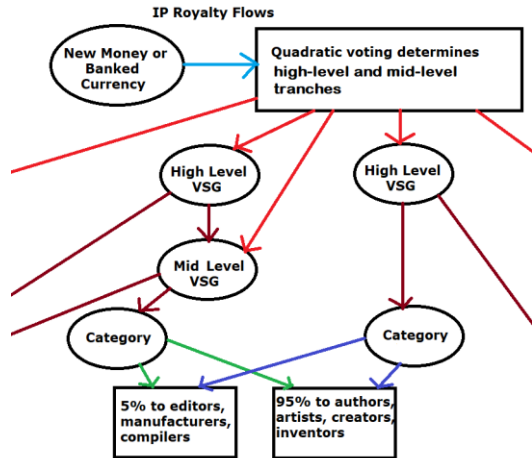 IP Royalty Flows
New Money or
Banked
Currency
Quadratic voting determines
high-level and mid-level
tranches
High Level
VSG
High Level
VSG
Mid Level
VSG
Category
Category
5% to editors,
manufacturers,
compilers
95% to authors,
artists, creators,
inventors